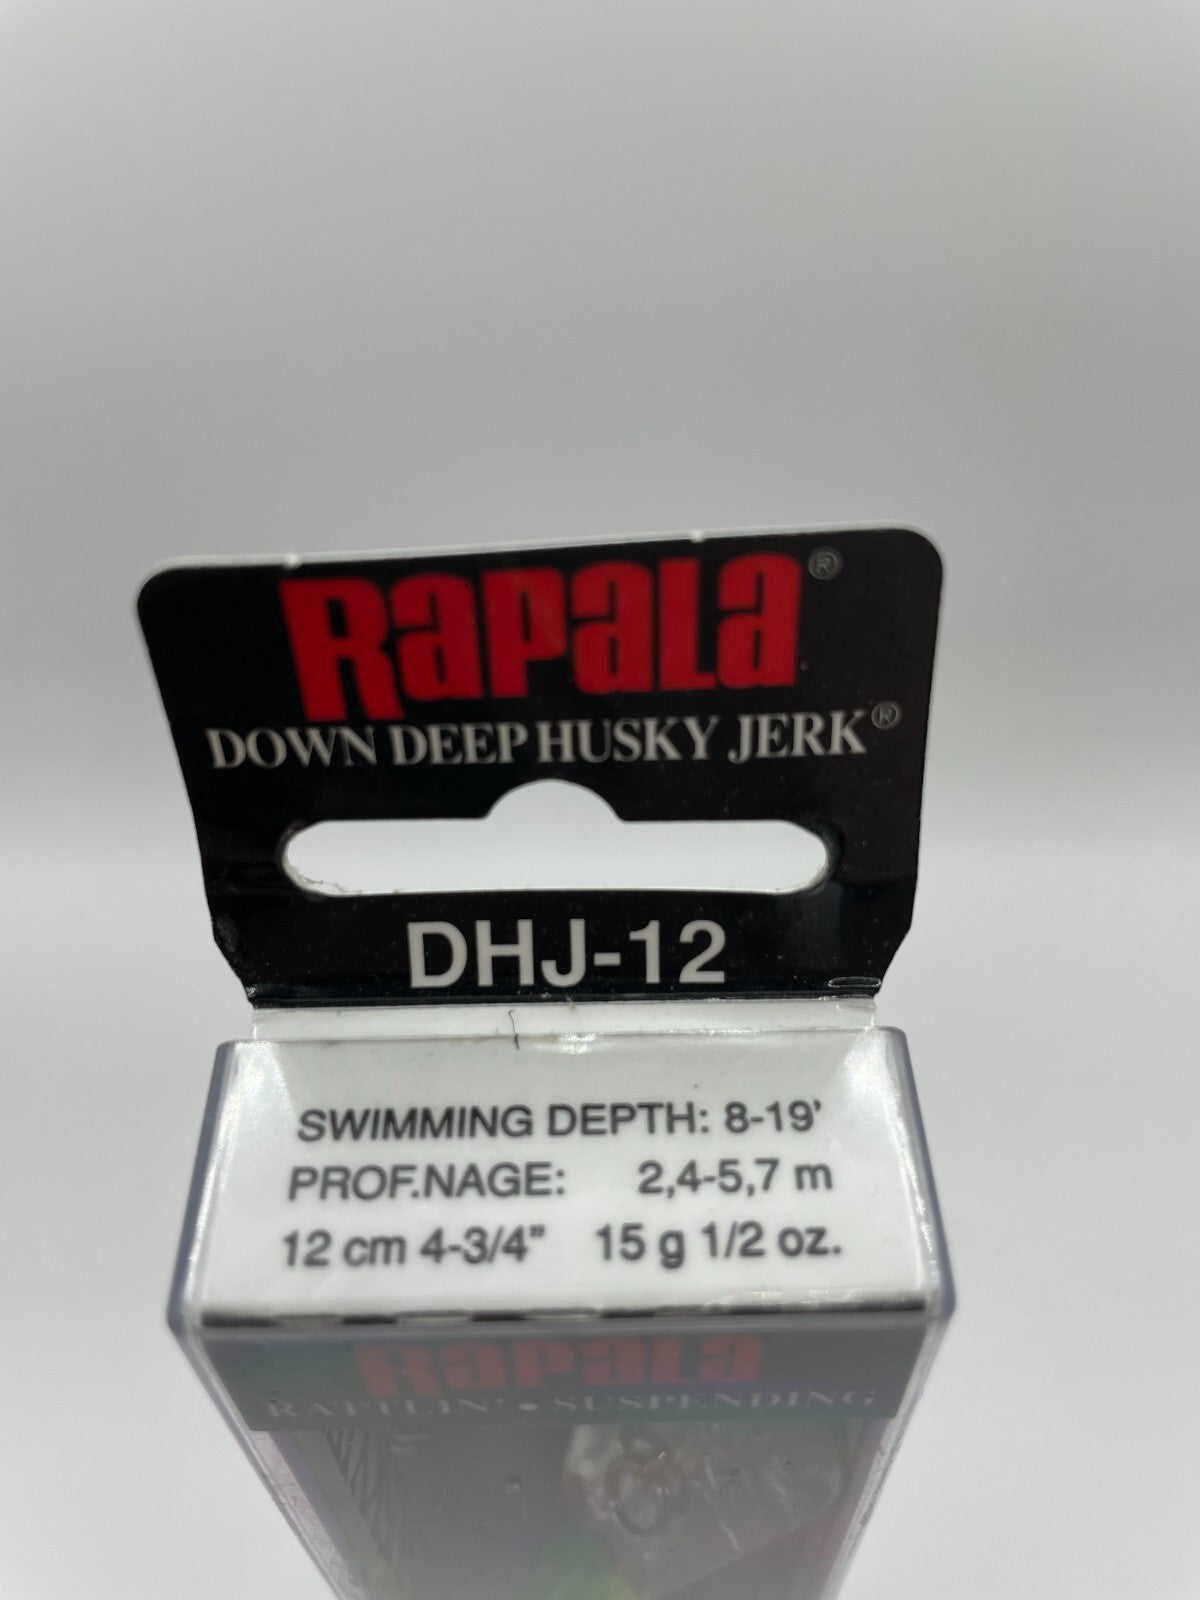 RAPALA®
DOWN DEEP HUSKY JERK®
DHJ-12
SWIMMING DEPTH: 8-19'
PROF.NAGE: 2,4-5,7 m
12 cm 4-3/4" 15 g 1/2 oz.
RAPALA
RATTLIN' • SUSPENDING